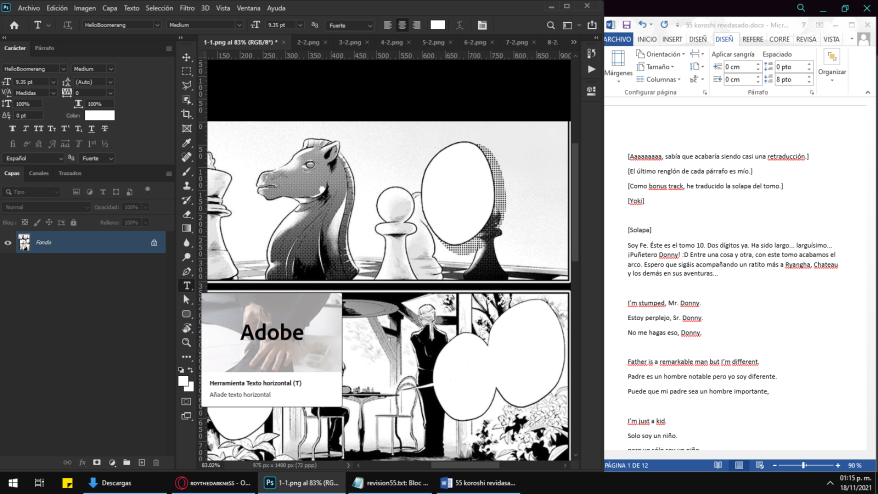 Archivo Edición Imagen Capa Texto Selección Filtro 3D Vista Ventana Ayuda
HelloBoomerang Medium 9.35 pt Fuerte
1-1.png al 83% (RGB/8*) * 2-2.png 3-2.png 4-2.png 5-2.png 6-2.png 7-2.png 8-2.
Carácter Párrafo
HelloBoomerang Medium
9.35 pt (Auto)
Medidas 0
100% 100%
0 pt Color:
Español Fuerte
Capas Canales Trazados
Tipo
Normal Opacidad: 100%
Bloq.: Relleno: 100%
Fondo
Adobe
Herramienta Texto horizontal (T)
Añade texto horizontal
83.02% 975 px x 1400 px (72 ppp)
55 koroshi revidasado.docx - Micr...
ARCHIVO INICIO INSERT DISEÑ DISEÑ REFERE CORRE REVISA VISTA
Márgenes
Orientación
Tamaño
Columnas
Configurar página
Aplicar sangría Espaciado
0 cm 0 pto
0 cm 8 pto
Párrafo
Organizar
[Aaaaaaaaa, sabía que acabaría siendo casi una retraducción.]
[El último renglón de cada párrafo es mío.]
[Como bonus track, he traducido la solapa del tomo.]
[Yoki]
[Solapa]
Soy Fe. Éste es el tomo 10. Dos dígitos ya. Ha sido largo... larguísimo...
¡Puñetero Donny! :D Entre una cosa y otra, con este tomo acabamos el
arco. Espero que sigáis acompañando un ratito más a Ryangha, Chateau
y los demás en sus aventuras...
I'm stumped, Mr. Donny.
Estoy perplejo, Sr. Donny.
No me hagas eso, Donny.
Father is a remarkable man but I'm different.
Padre es un hombre notable pero yo soy diferente.
Puede que mi padre sea un hombre importante,
I'm just a kid.
Solo soy un niño.
PÁGINA 1 DE 12 90 %
Descargas ROYTHEDARKNESS - O... 1-1.png al 83% (RG... revision55.txt: Bloc ... 55 koroshi revidasa...
01:15 p. m.
18/11/2021